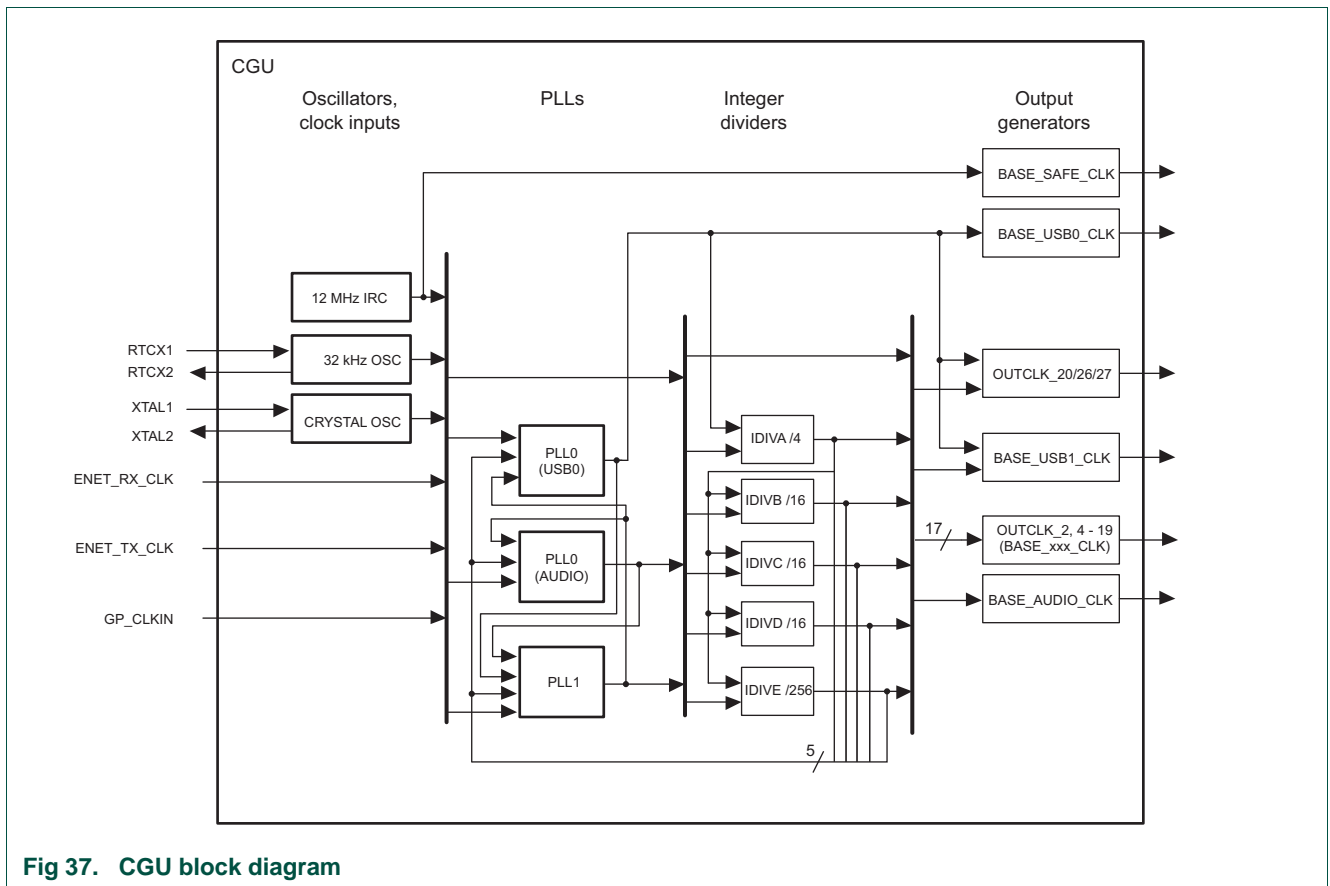 CGU
Oscillators,
clock inputs
PLLs
Integer
dividers
Output
generators
BASE_SAFE_CLK
BASE_USB0_CLK
12 MHz IRC
RTCX1
RTCX2
32 kHz OSC
OUTCLK_20/26/27
XTAL1
XTAL2
CRYSTAL OSC
PLL0
(USB0)
IDIVA /4
BASE_USB1_CLK
ENET_RX_CLK
IDIVB /16
17
OUTCLK_2, 4 - 19
(BASE_xxx_CLK)
ENET_TX_CLK
PLL0
(AUDIO)
IDIVC /16
BASE_AUDIO_CLK
GP_CLKIN
IDIVD /16
PLL1
IDIVE /256
5
Fig 37. CGU block diagram